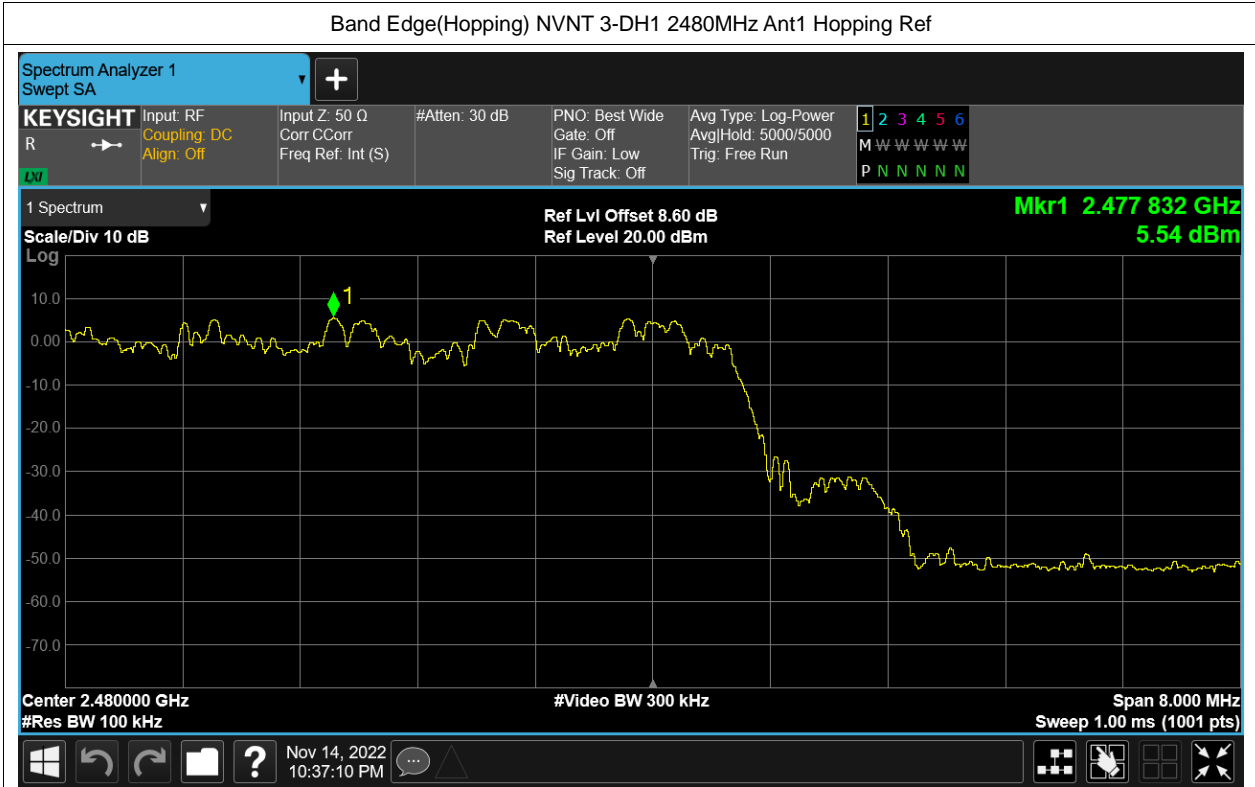 Band Edge(Hopping) NVNT 3-DH1 2480MHz Ant1 Hopping Ref
Spectrum Analyzer 1
Swept SA
KEYSIGHT
R
LXI
Input: RF
Coupling: DC
Align: Off
Input Z: 50 Ω
Corr CCorr
Freq Ref: Int (S)
#Atten: 30 dB
PNO: Best Wide
Gate: Off
IF Gain: Low
Sig Track: Off
Avg Type: Log-Power
Avg|Hold: 5000/5000
Trig: Free Run
1 2 3 4 5 6
M W W W W W
P N N N N N
1 Spectrum
Scale/Div 10 dB
Ref Lvl Offset 8.60 dB
Ref Level 20.00 dBm
Mkr1 2.477 832 GHz
5.54 dBm
Log
1
10.0
0.00
-10.0
-20.0
-30.0
-40.0
-50.0
-60.0
-70.0
Center 2.480000 GHz
#Video BW 300 kHz
Span 8.000 MHz
#Res BW 100 kHz
Sweep 1.00 ms (1001 pts)
?
Nov 14, 2022
10:37:10 PM